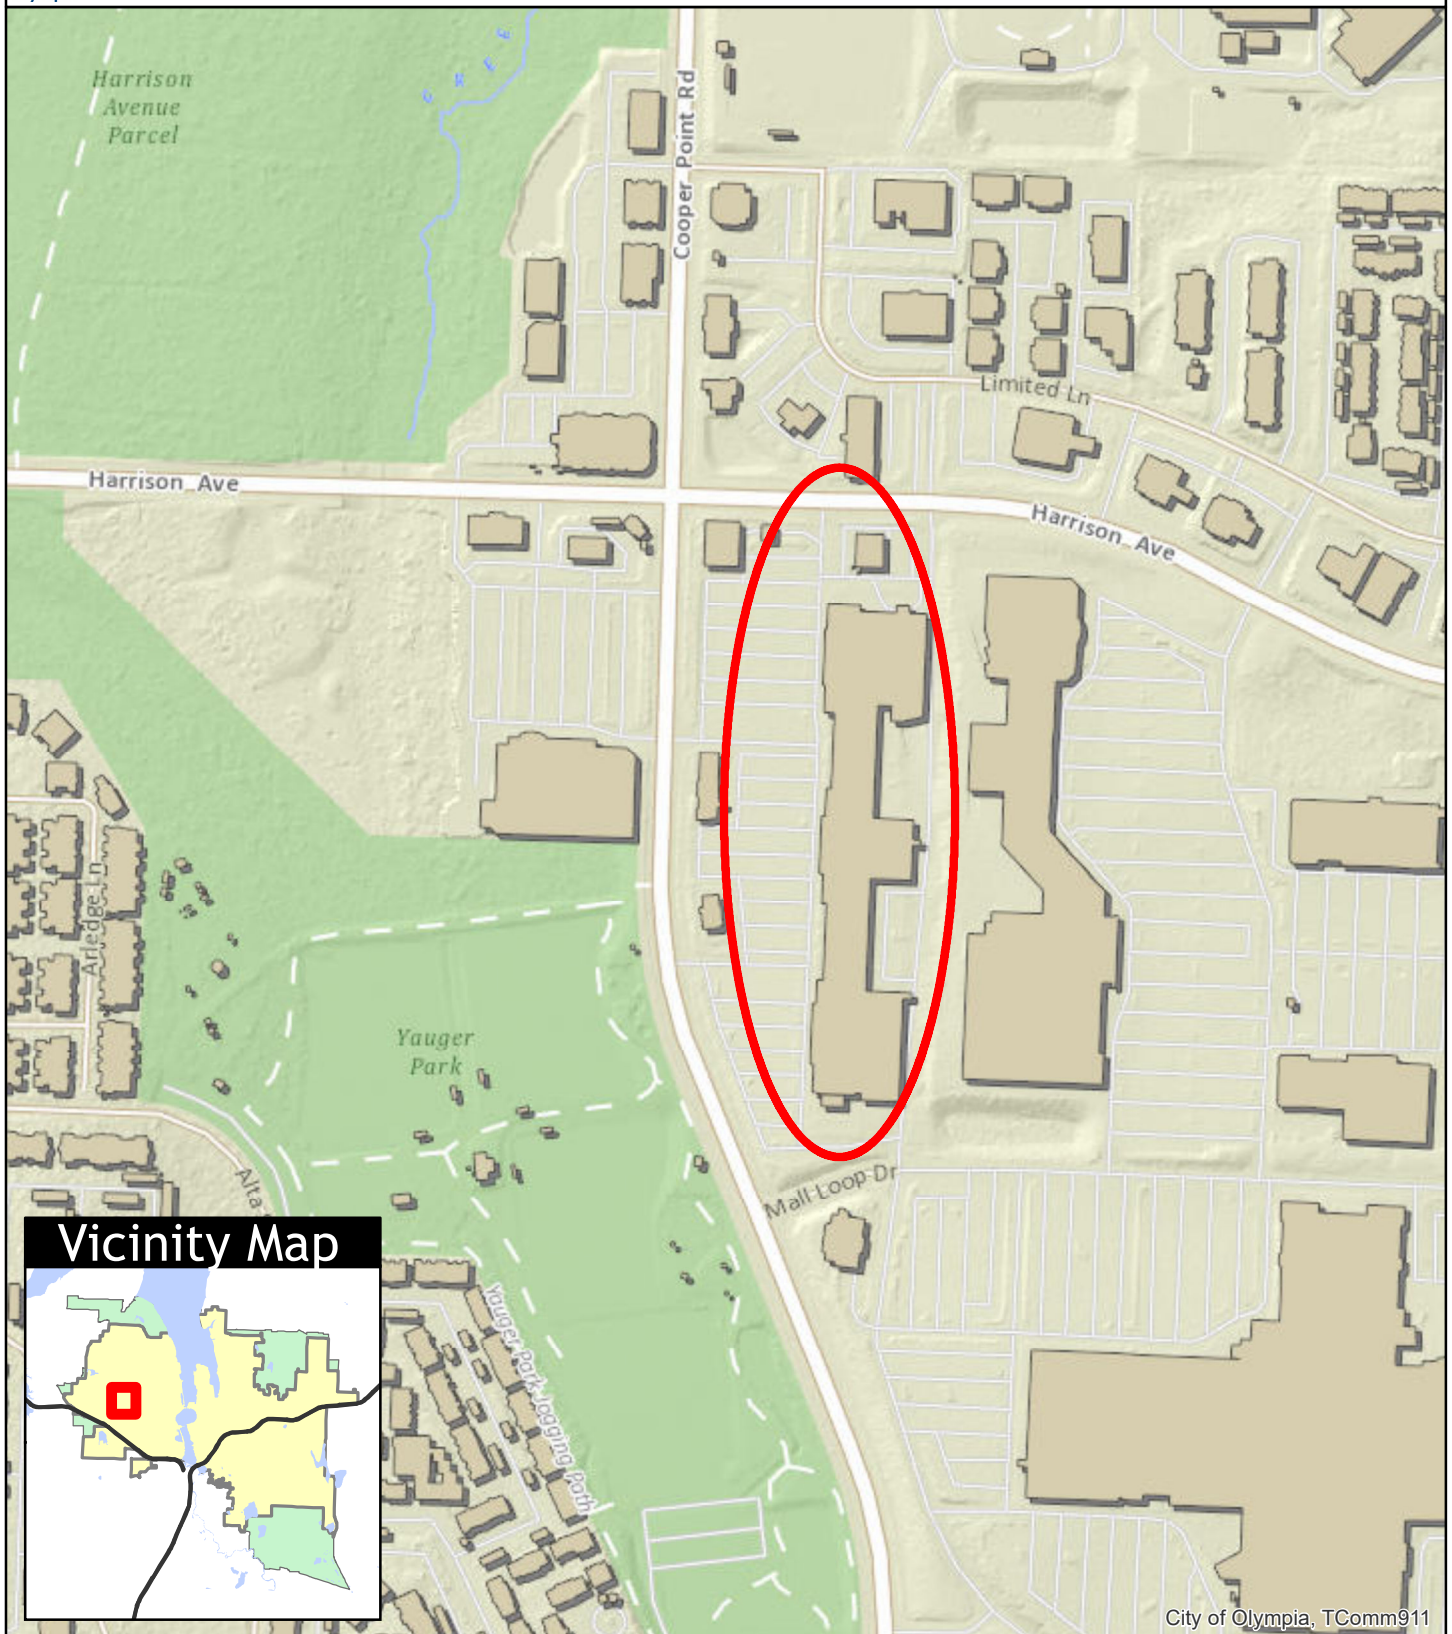 Harrison
Avenue
Parcel
C R E E
Cooper Point Rd
Limited Ln
Harrison Ave
Harrison Ave
Arledge Ln
Yauger
Park
Mall Loop Dr
Alta
Yauger Park Jogging Path
Vicinity Map
City of Olympia, TComm911